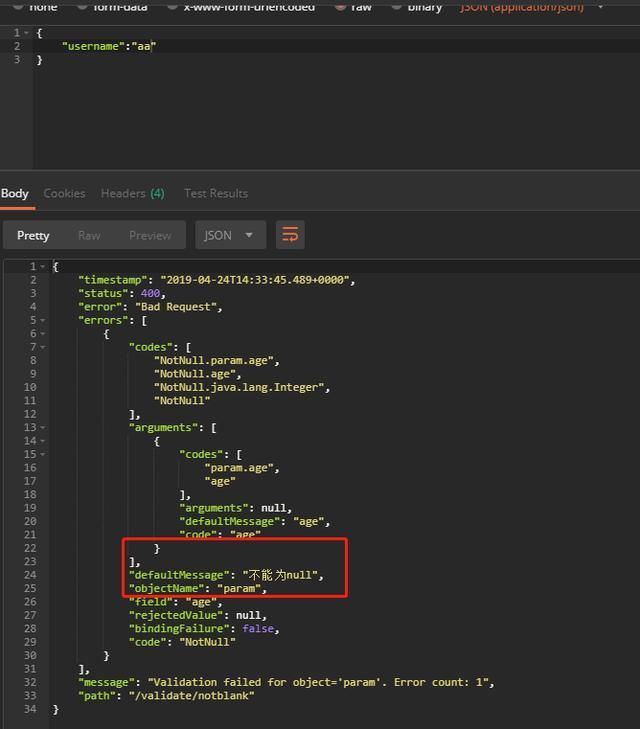 none form-data x-www-form-urlencoded raw binary JSON (application/json)
1 {
2 "username":"aa"
3 }
Body Cookies Headers (4) Test Results
Pretty Raw Preview JSON
1 {
2 "timestamp": "2019-04-24T14:33:45.489+0000",
3 "status": 400,
4 "error": "Bad Request",
5 "errors": [
6 {
7 "codes": [
8 "NotNull.param.age",
9 "NotNull.age",
10 "NotNull.java.lang.Integer",
11 "NotNull"
12 ],
13 "arguments": [
14 {
15 "codes": [
16 "param.age",
17 "age"
18 ],
19 "arguments": null,
20 "defaultMessage": "age",
21 "code": "age"
22 }
23 ],
24 "defaultMessage": "不能为null",
25 "objectName": "param",
26 "field": "age",
27 "rejectedValue": null,
28 "bindingFailure": false,
29 "code": "NotNull"
30 }
31 ],
32 "message": "Validation failed for object='param'. Error count: 1",
33 "path": "/validate/notblank"
34 }